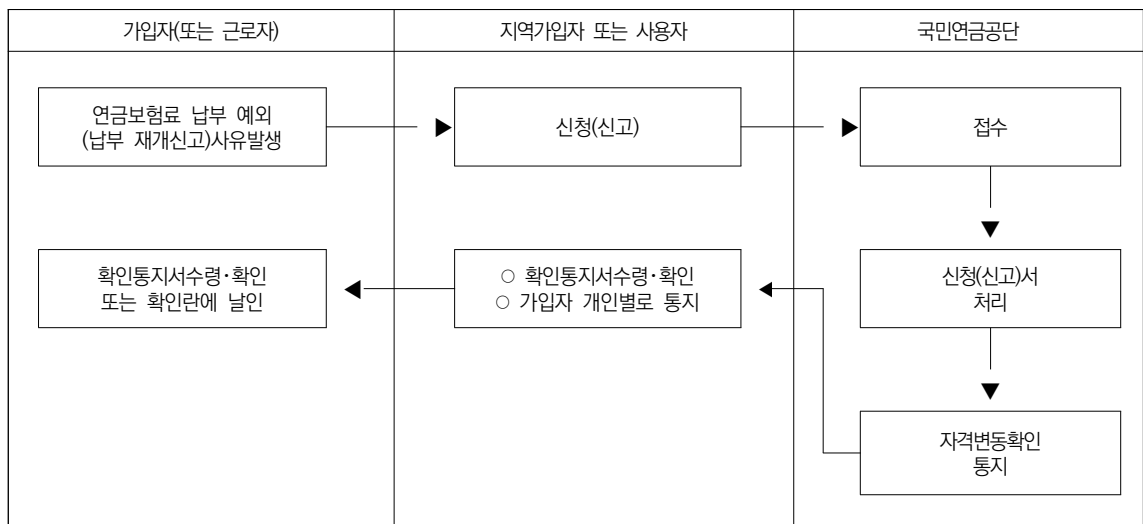 가입자(또는 근로자)
지역가입자 또는 사용자
국민연금공단
연금보험료 납부 예외
(납부 재개신고)사유발생
신청(신고)
접수
신청(신고)서
처리
자격변동확인
통지
○ 확인통지서수령·확인
○ 가입자 개인별로 통지
확인통지서수령·확인
또는 확인란에 날인